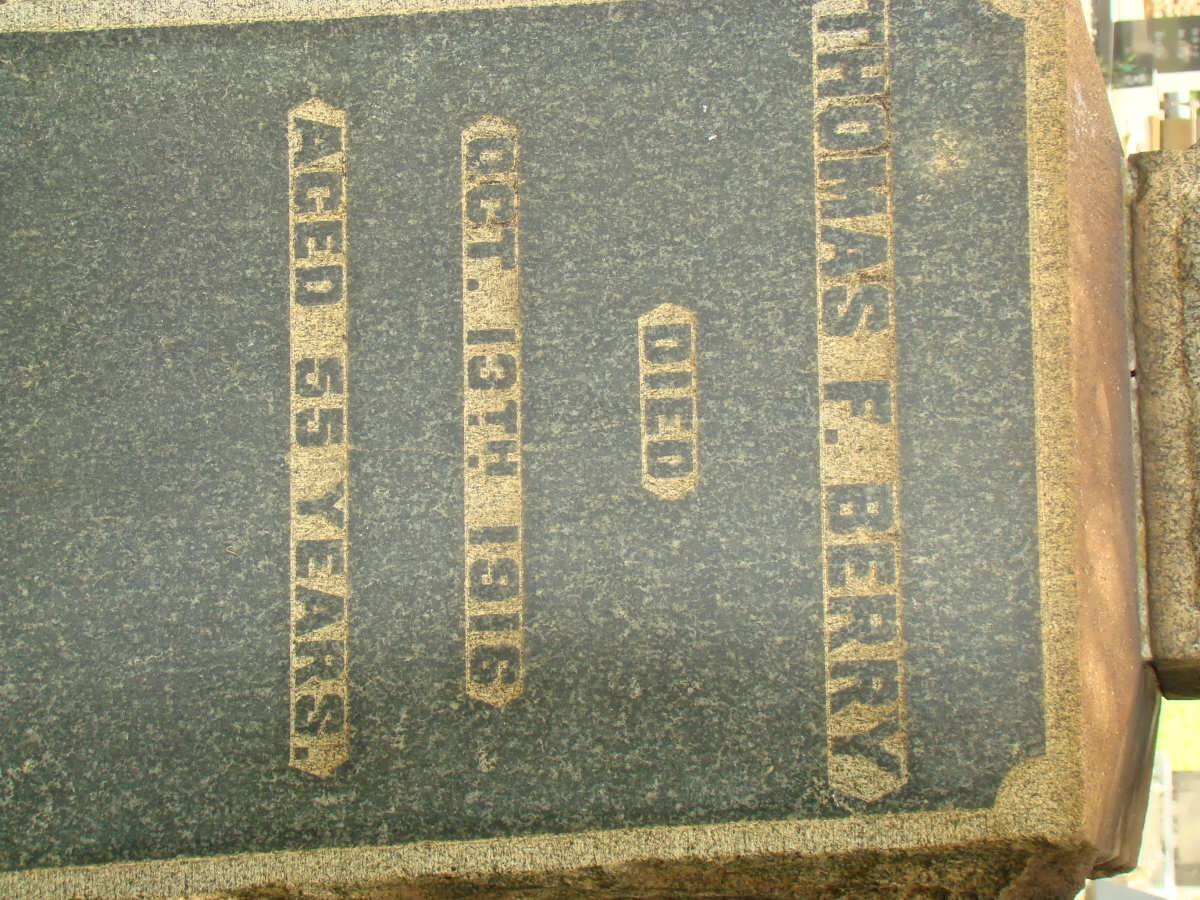 THOMAS F. BERRY
DIED
OCT. 13TH. 1916
AGED 55 YEARS.